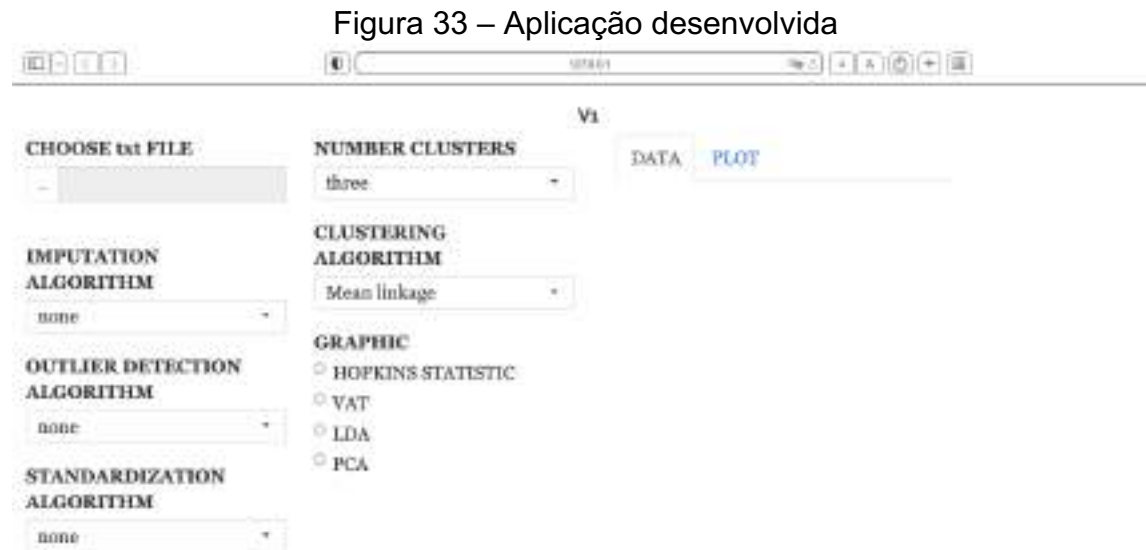 Figura 33 – Aplicação desenvolvida
V1
CHOOSE txt FILE
...
IMPUTATION
ALGORITHM
none
OUTLIER DETECTION
ALGORITHM
none
STANDARDIZATION
ALGORITHM
none
NUMBER CLUSTERS
three
CLUSTERING
ALGORITHM
Mean linkage
GRAPHIC
HOPKINS STATISTIC
VAT
LDA
PCA
DATA PLOT